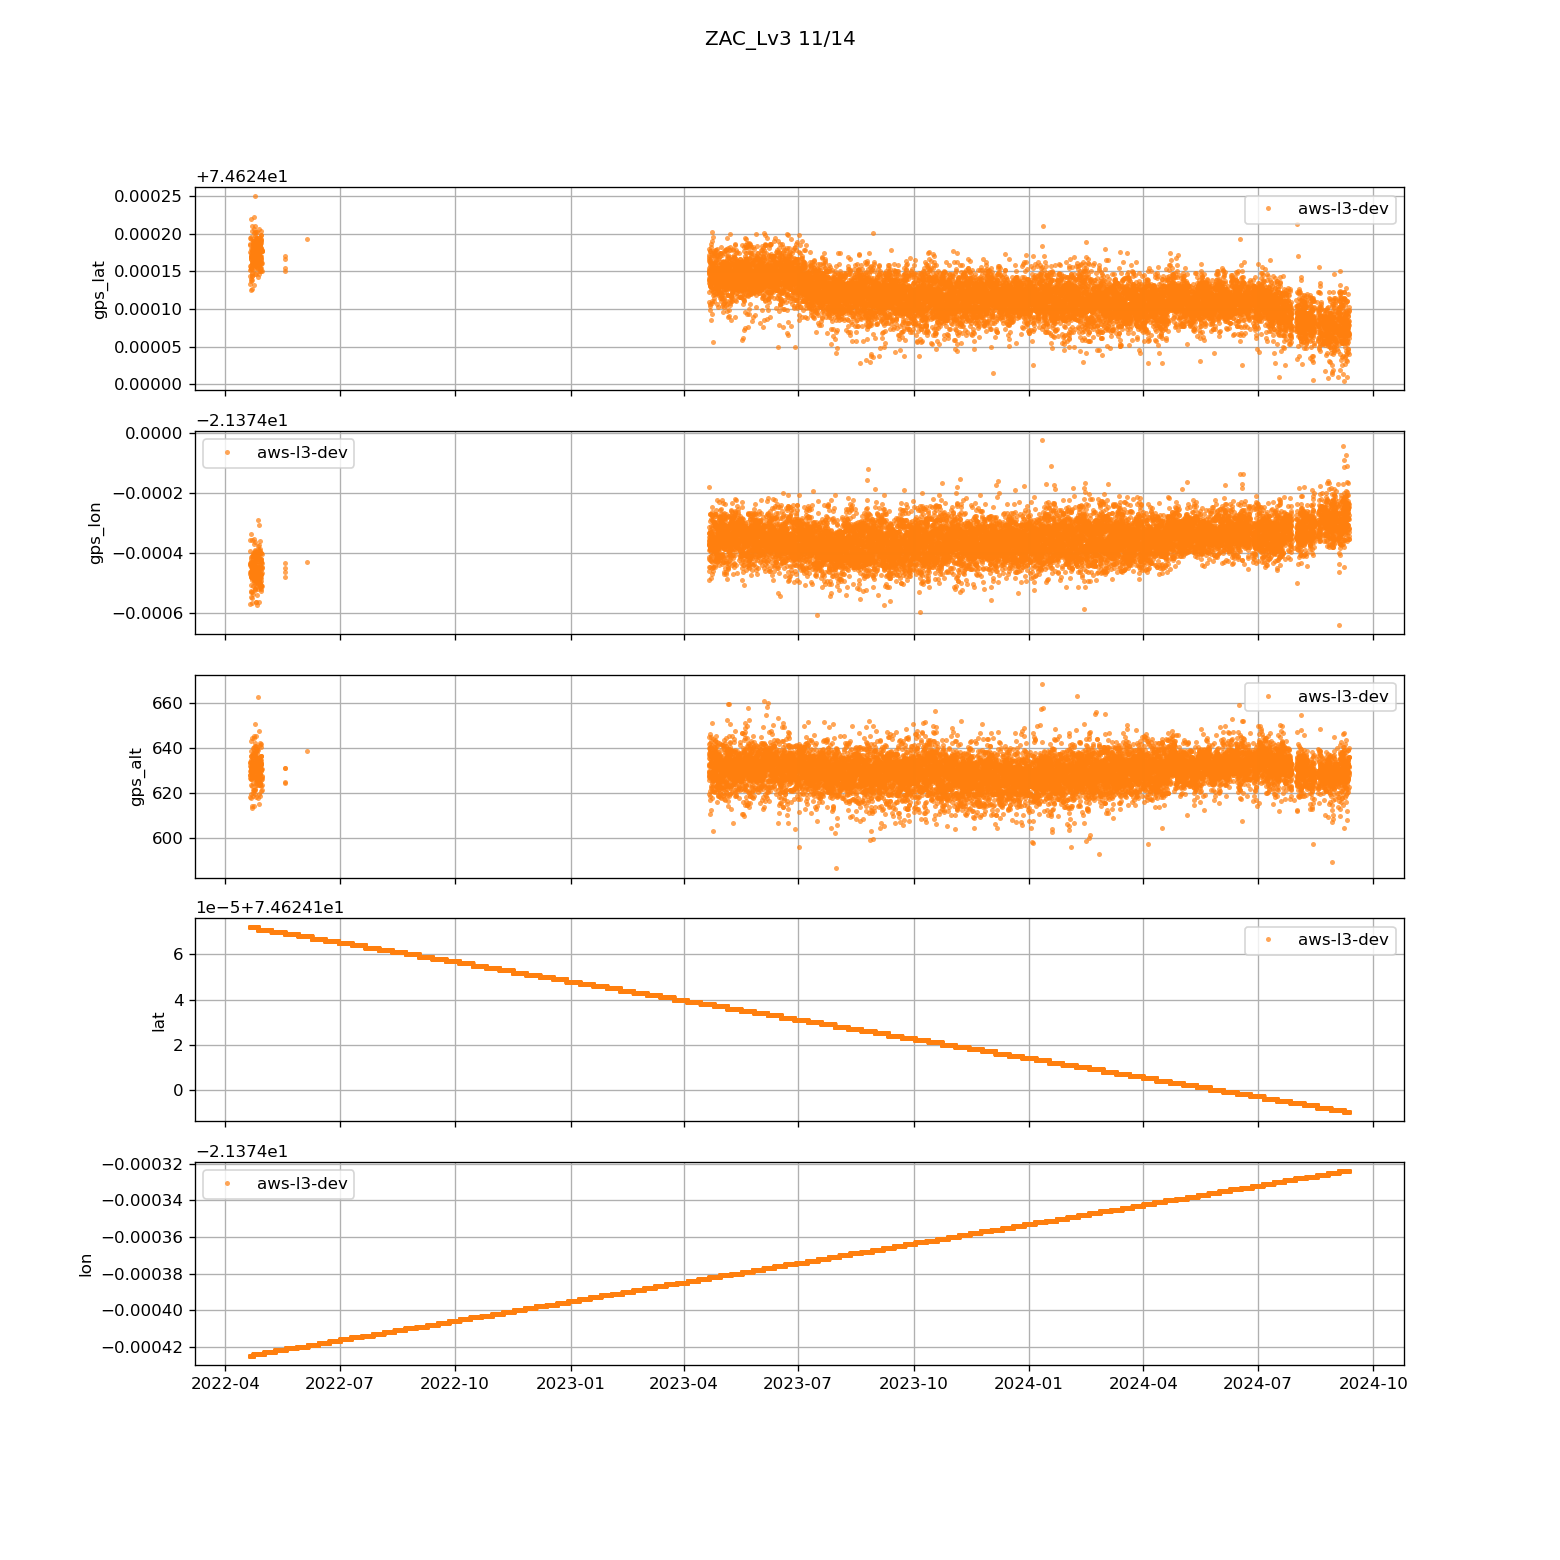 ZAC_Lv3 11/14
+7.4624e1
0.00025
0.00020
0.00015
0.00010
0.00005
0.00000
gps_lat
aws-l3-dev
−2.1374e1
0.0000
−0.0002
−0.0004
−0.0006
gps_lon
aws-l3-dev
660
640
620
600
gps_alt
aws-l3-dev
1e−5+7.46241e1
6
4
2
0
lat
aws-l3-dev
−2.1374e1
−0.00032
−0.00034
−0.00036
−0.00038
−0.00040
−0.00042
lon
aws-l3-dev
2022-04 2022-07 2022-10 2023-01 2023-04 2023-07 2023-10 2024-01 2024-04 2024-07 2024-10